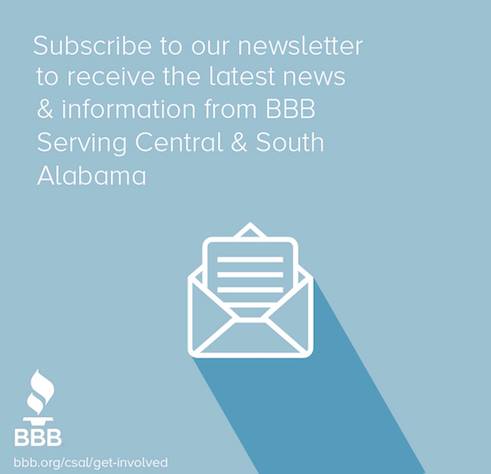 Subscribe to our newsletter
to receive the latest news
& information from BBB
Serving Central & South
Alabama
BBB
bbb.org/csal/get-involved